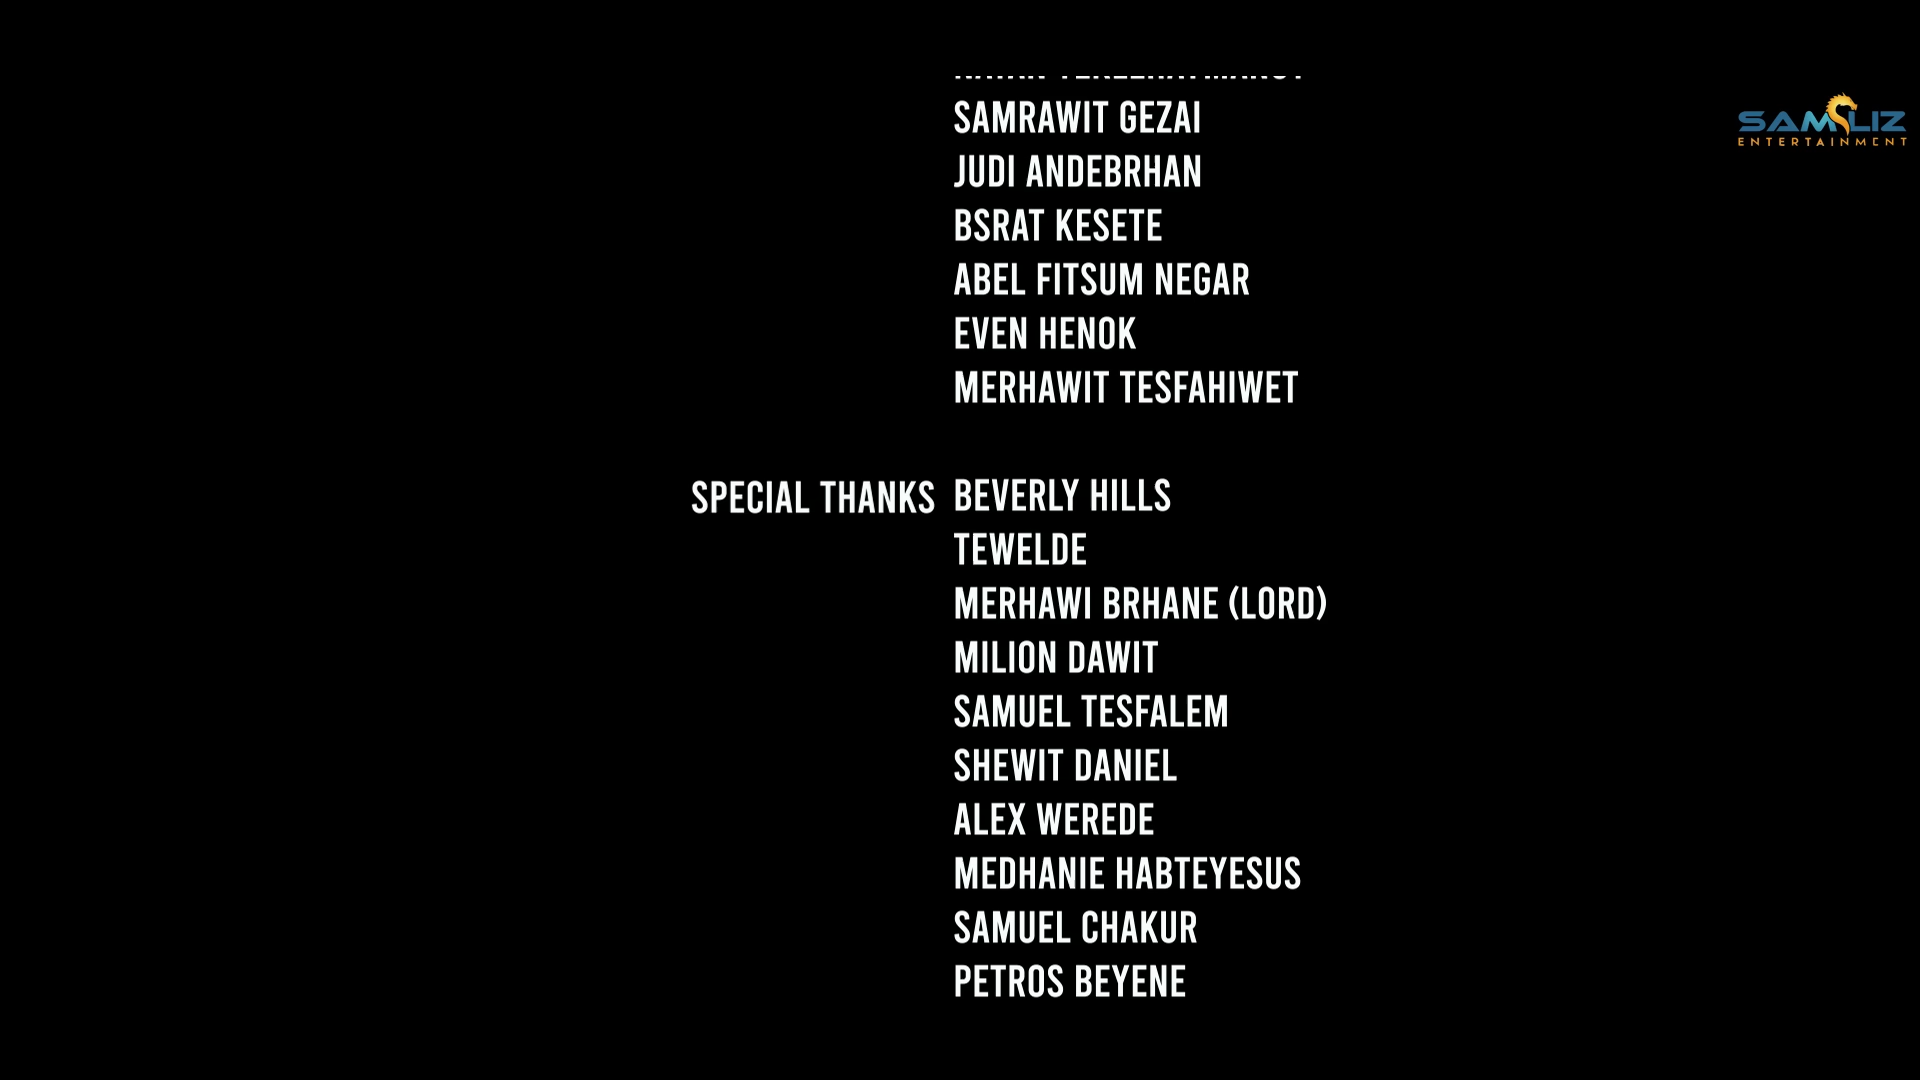 SAMRAWIT GEZAI
JUDI ANDEBRHAN
BSRAT KESETE
ABEL FITSUM NEGAR
EVEN HENOK
MERHAWIT TESFAHIWET
SPECIAL THANKS BEVERLY HILLS
TEWELDE
MERHAWI BRHANE (LORD)
MILION DAWIT
SAMUEL TESFALEM
SHEWIT DANIEL
ALEX WEREDE
MEDHANIE HABTEYESUS
SAMUEL CHAKUR
PETROS BEYENE
SAMSLIZ
ENTERTAINMENT